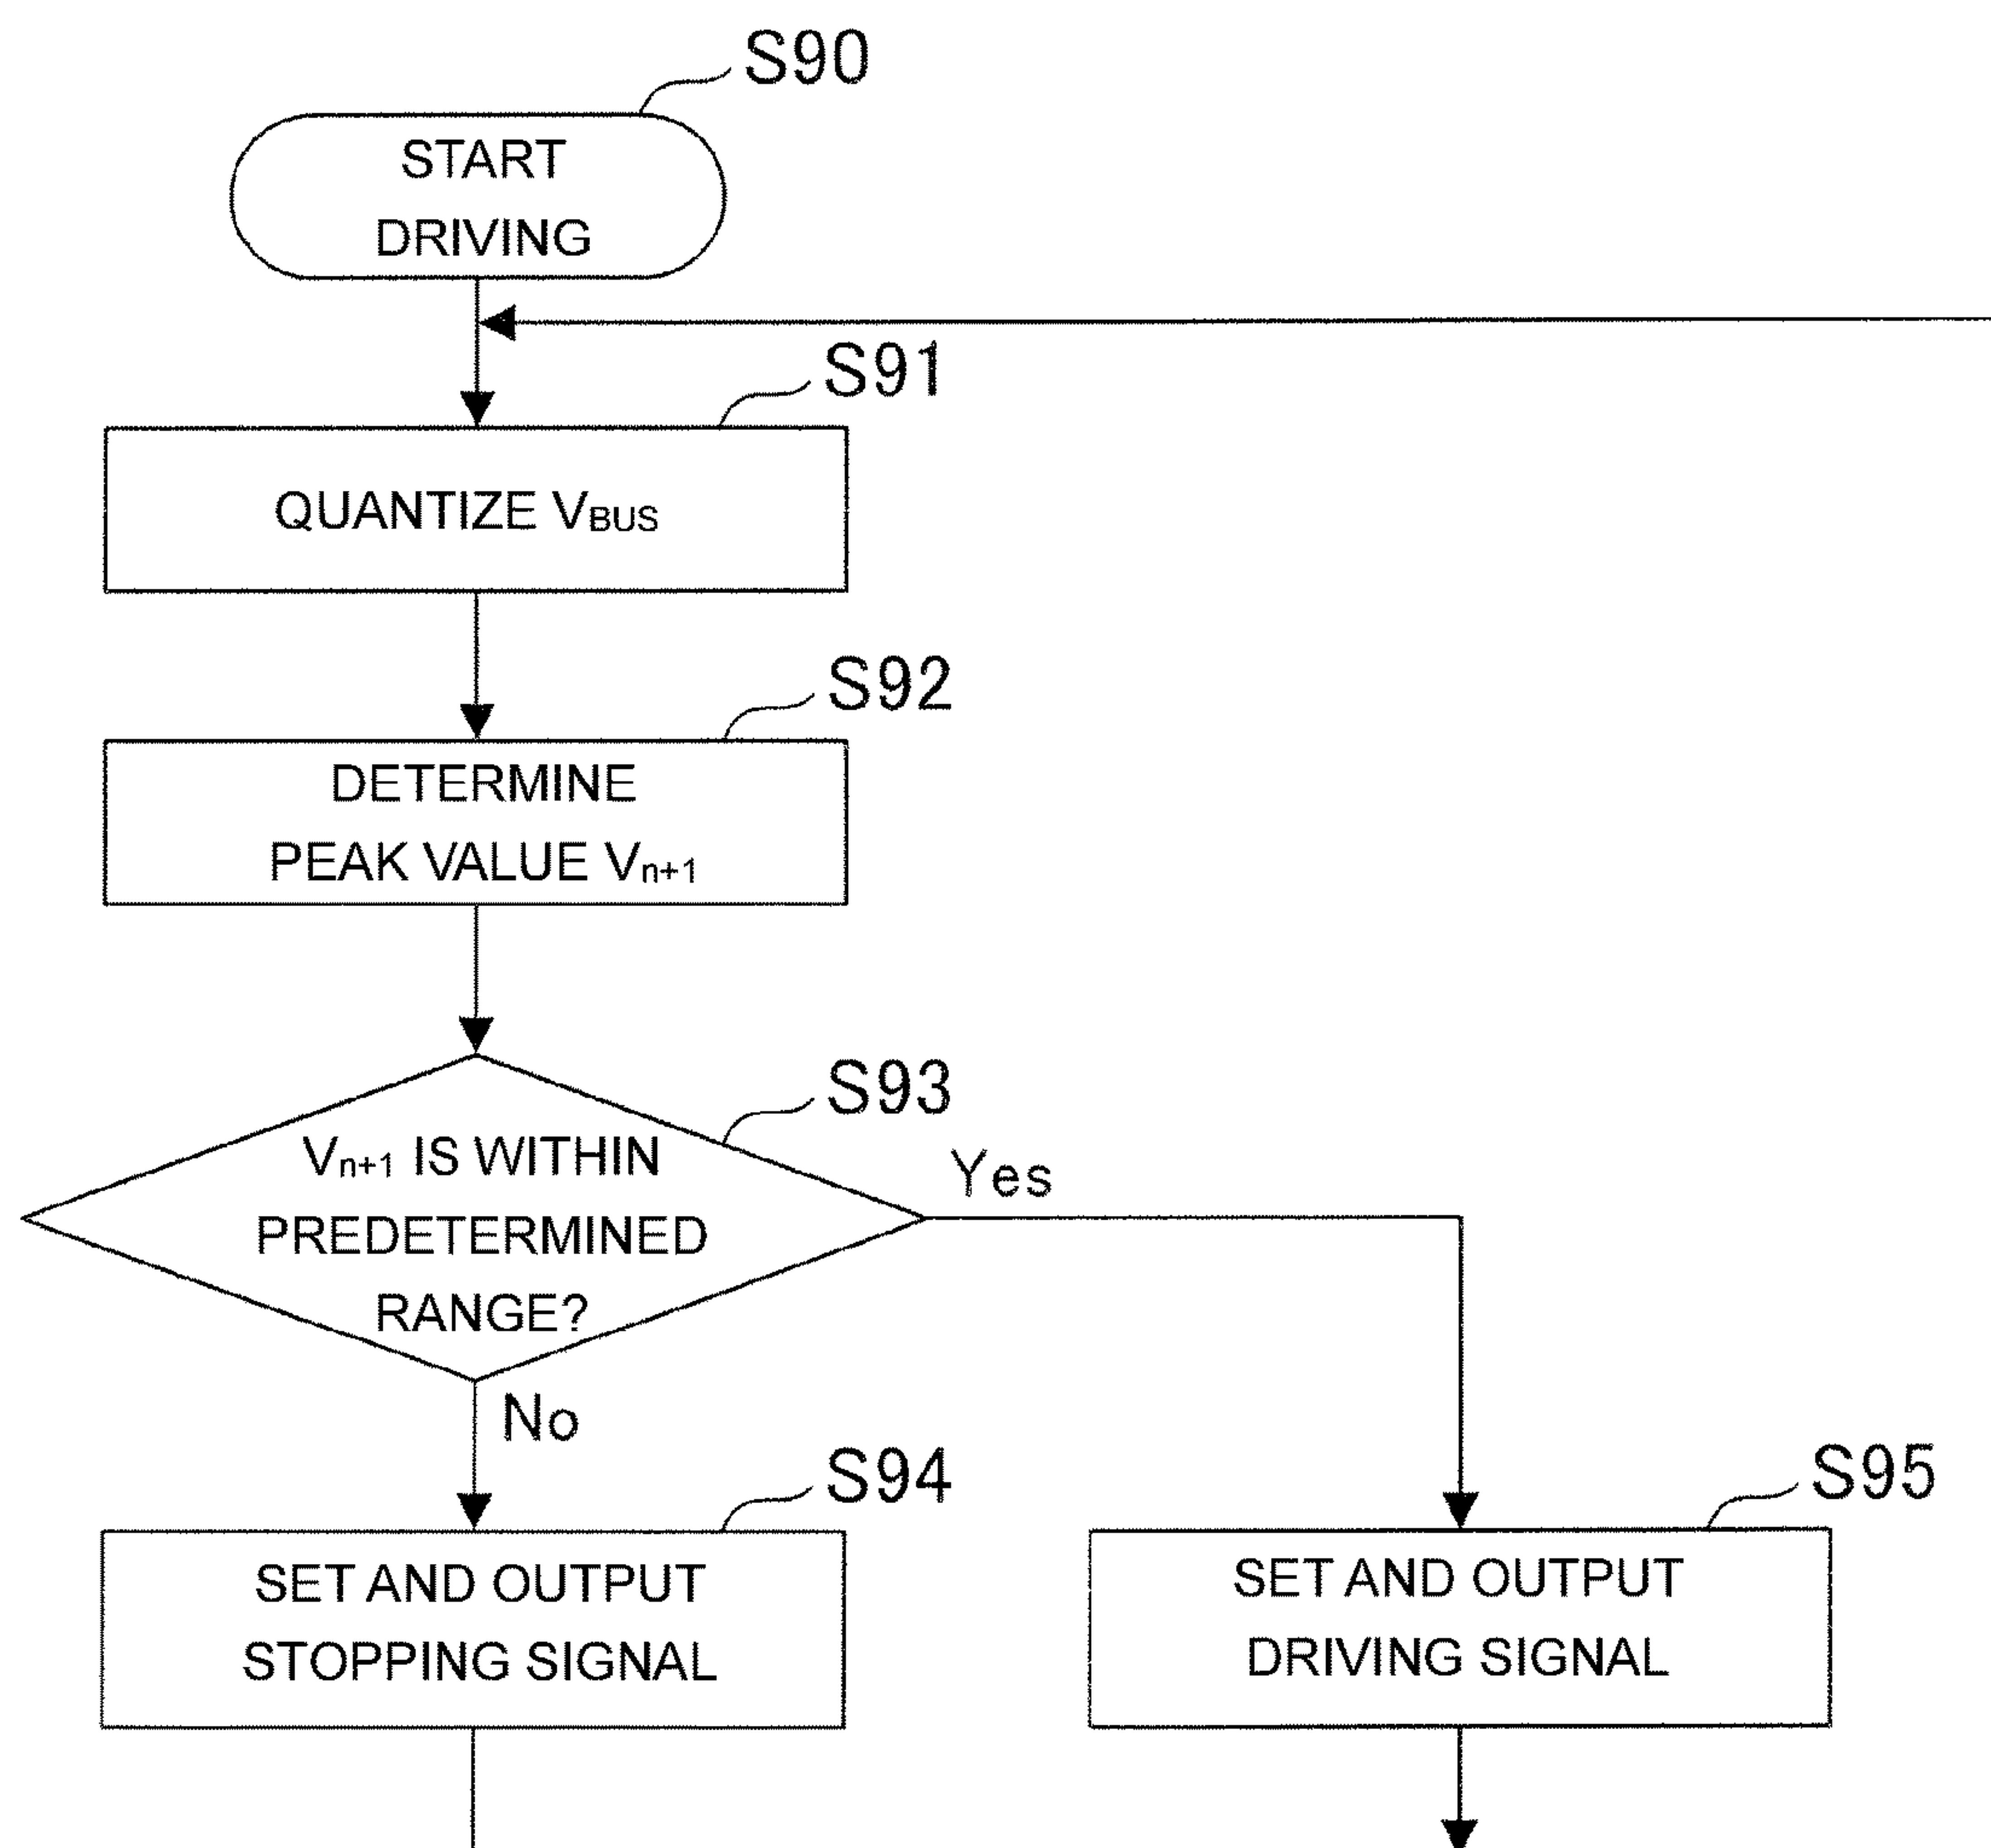 S90
START
DRIVING
S91
QUANTIZE VBUS
S92
DETERMINE
PEAK VALUE Vn+1
S93
Vn+1 IS WITHIN
PREDETERMINED
RANGE?
Yes
No
S94
SET AND OUTPUT
STOPPING SIGNAL
S95
SET AND OUTPUT
DRIVING SIGNAL